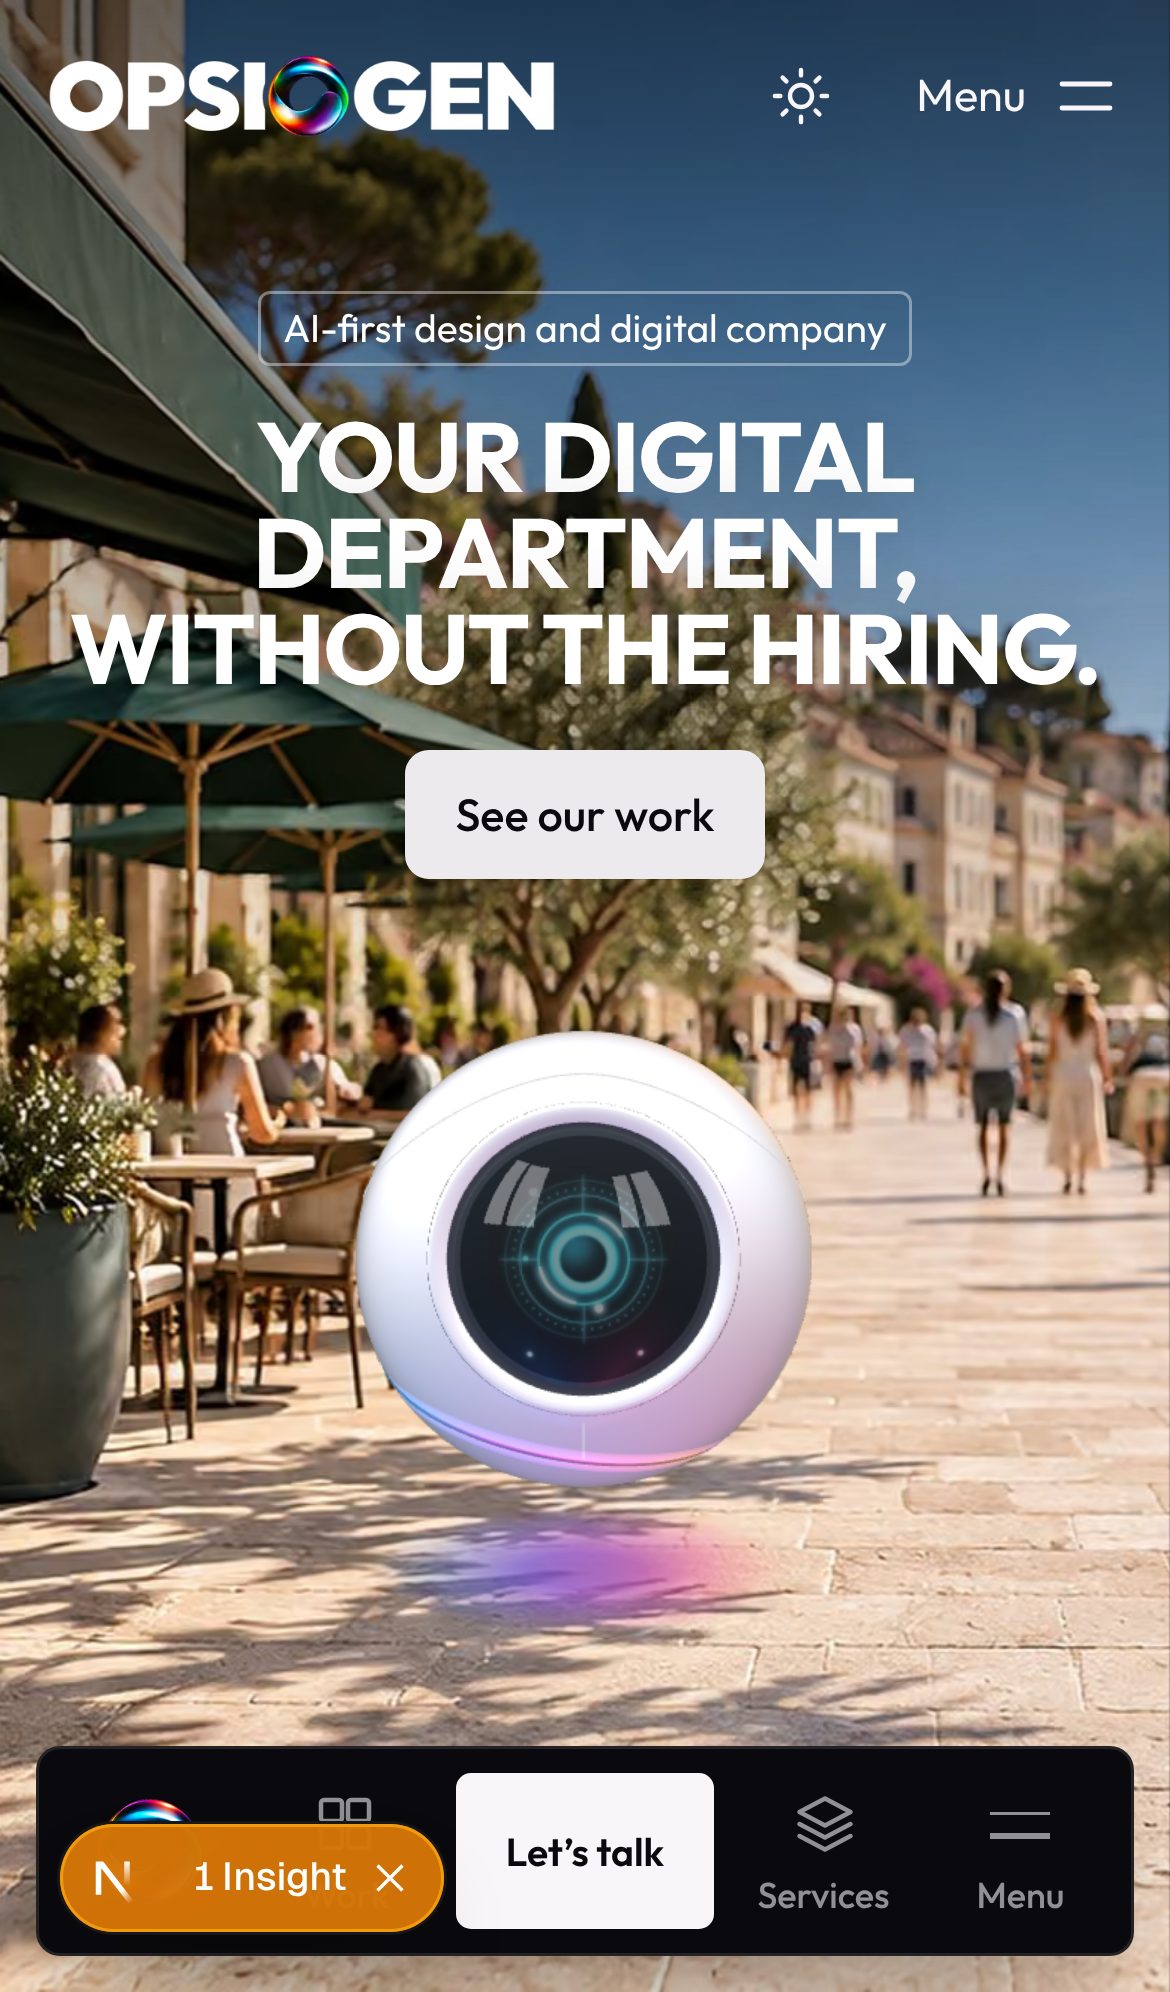 OPSIOGEN
Menu
AI-first design and digital company
YOUR DIGITAL
DEPARTMENT,
WITHOUT THE HIRING.
See our work
N 1 Insight
Work
Let's talk
Services
Menu